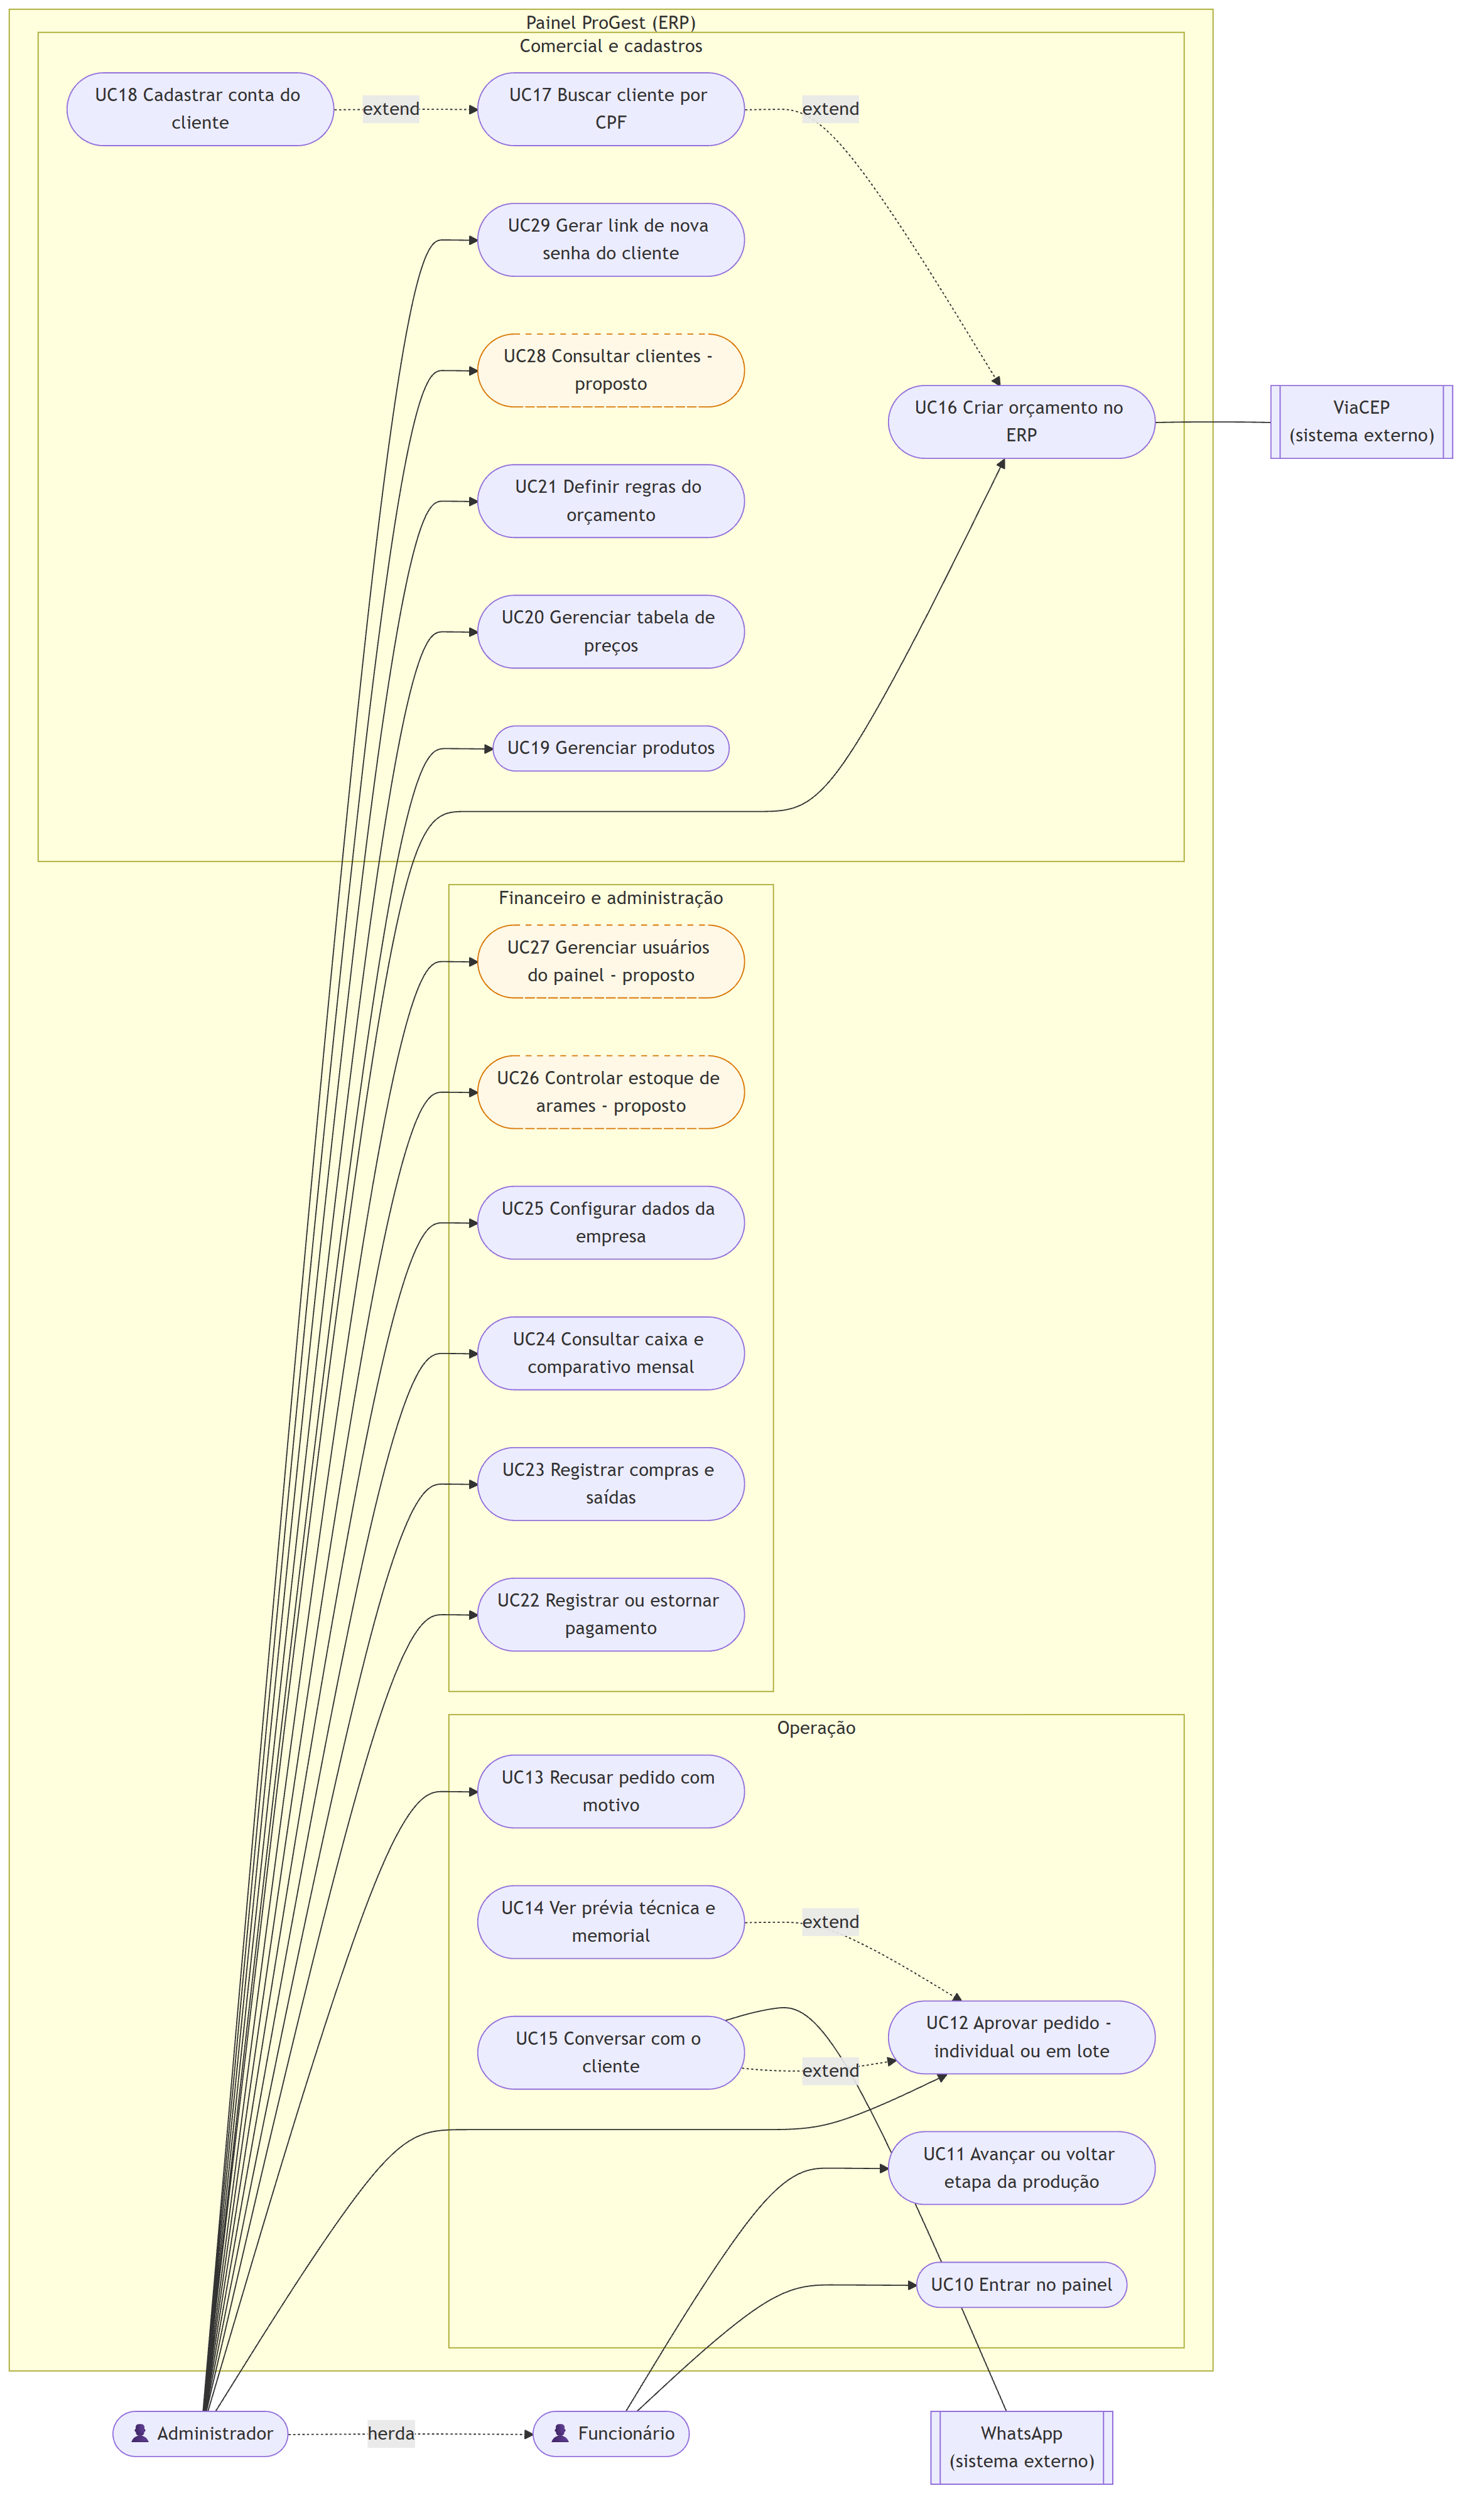 Painel ProGest (ERP)
Comercial e cadastros
UC18 Cadastrar conta do
cliente
extend
UC17 Buscar cliente por
CPF
extend
UC29 Gerar link de nova
senha do cliente
UC28 Consultar clientes -
proposto
UC16 Criar orçamento no
ERP
ViaCEP
(sistema externo)
UC21 Definir regras do
orçamento
UC20 Gerenciar tabela de
preços
UC19 Gerenciar produtos
Financeiro e administração
UC27 Gerenciar usuários
do painel - proposto
UC26 Controlar estoque de
arames - proposto
UC25 Configurar dados da
empresa
UC24 Consultar caixa e
comparativo mensal
UC23 Registrar compras e
saídas
UC22 Registrar ou estornar
pagamento
Operação
UC13 Recusar pedido com
motivo
UC14 Ver prévia técnica e
memorial
extend
UC12 Aprovar pedido -
individual ou em lote
UC15 Conversar com o
cliente
extend
UC11 Avançar ou voltar
etapa da produção
UC10 Entrar no painel
Administrador
herda
Funcionário
WhatsApp
(sistema externo)